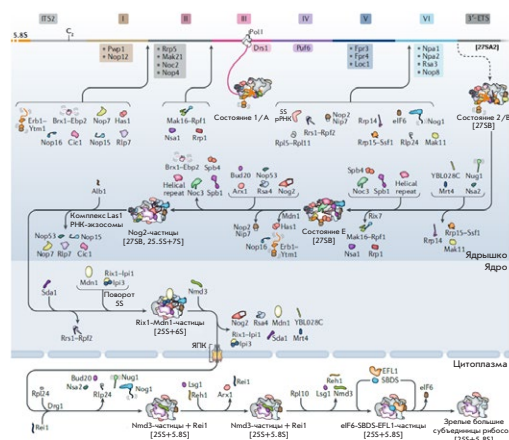 ITS2 I II III IV V VI 3'-ETS
5.8S C₂ Pol I [27SA2]
Pwp1
Nop12
Rrp5
Mak21
Noc2
Nop4
Drs1
Puf6
Fpr3
Fpr4
Loc1
Npa1
Npa2
Rsa3
Nop8
Erb1–Ytm1 Brx1–Ebp2 Nop7 Has1
Nop16 Cic1 Nop15 Rlp7
Mak16–Rpf1
Nsa1 Rrp1
Состояние 1/A
5S рРНК
Rpl5–Rpl11
Rrs1–Rpf2
Nop2
Nip7
Rrp14 eIF6 Nog1
Rrp15–Ssf1 Rlp24 Mak11
Состояние 2/B
[27SB]
Alb1
Brx1–Ebp2 Spb4
Helical repeat Noc3 Spb1
Bud20 Nop53
Arx1 Rsa4 Nog2
Spb4 Helical repeat
Noc3 Spb1
YBL028C Nug1
Mrt4 Nsa2
Комплекс Las1
РНК-экзосомы
Nop53 Nop15
Nop7 Rlp7 Cic1
Nog2-частицы
[27SB, 25.5S+7S]
Mdn1
Nop2
Nip7
Has1
Nop16 Erb1–Ytm1
Состояние E
[27SB]
Rix7
Mak16–Rpf1
Nsa1 Rrp1
Rrp15–Ssf1
Rrp14 Mak11
Ядрышко
Ядро
Rix1–Ipi1
Mdn1 Ipi3
Sda1
Поворот
5S
Rrs1–Rpf2
Rix1–Mdn1-частицы
[25S+6S]
Nmd3
Nog2 Rsa4 Mdn1 YBL028C
Rix1–Ipi1
Ipi3 Sda1 Mrt4
ЯПК
Цитоплазма
Rpl24
Drg1
Rei1
Bud20 Nug1
Nsa2 Nog1
Rlp24
Nmd3-частицы + Rei1
[25S+5.8S]
Lsg1
Reh1
Rei1
Arx1
Nmd3-частицы + Rei1
[25S+5.8S]
Rpl10
Reh1
Lsg1 Nmd3
EFL1
SBDS
eIF6-SBDS-EFL1-частицы
[25S+5.8S]
eIF6
Зрелые большие
субъединицы рибосо
[25S+5.8S]